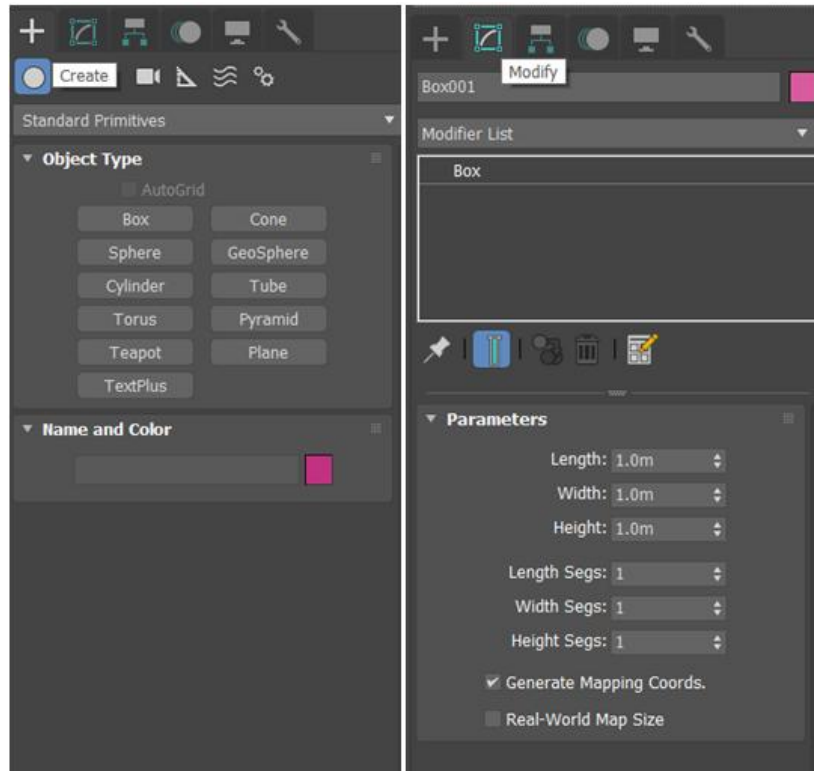 Create
Standard Primitives
Object Type
AutoGrid
Box Cone
Sphere GeoSphere
Cylinder Tube
Torus Pyramid
Teapot Plane
TextPlus
Name and Color
Modify
Box001
Modifier List
Box
Parameters
Length: 1.0m
Width: 1.0m
Height: 1.0m
Length Segs: 1
Width Segs: 1
Height Segs: 1
Generate Mapping Coords.
Real-World Map Size